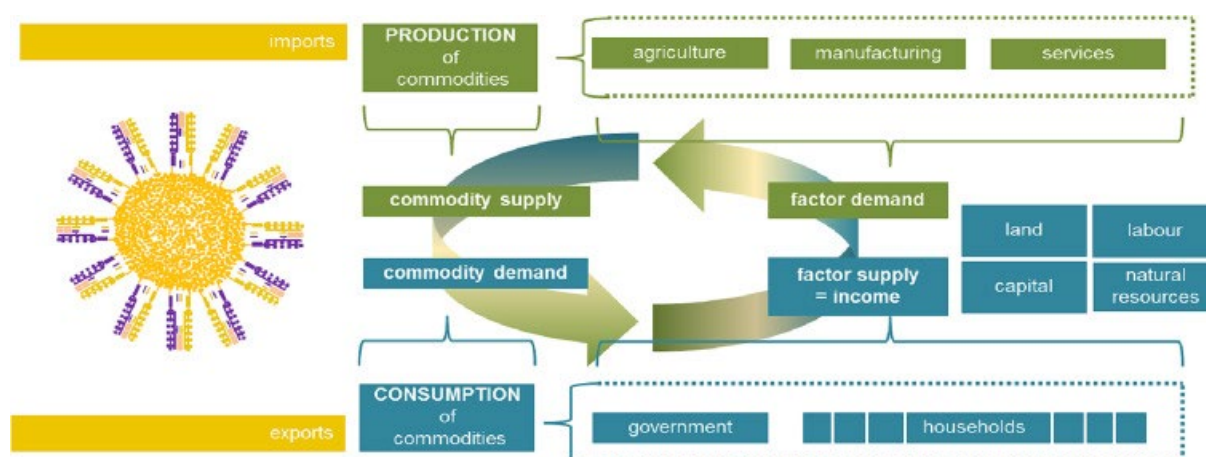 imports
PRODUCTION
of
commodities
agriculture
manufacturing
services
commodity supply
factor demand
land
labour
commodity demand
factor supply
= income
capital
natural
resources
CONSUMPTION
of
commodities
exports
government
households